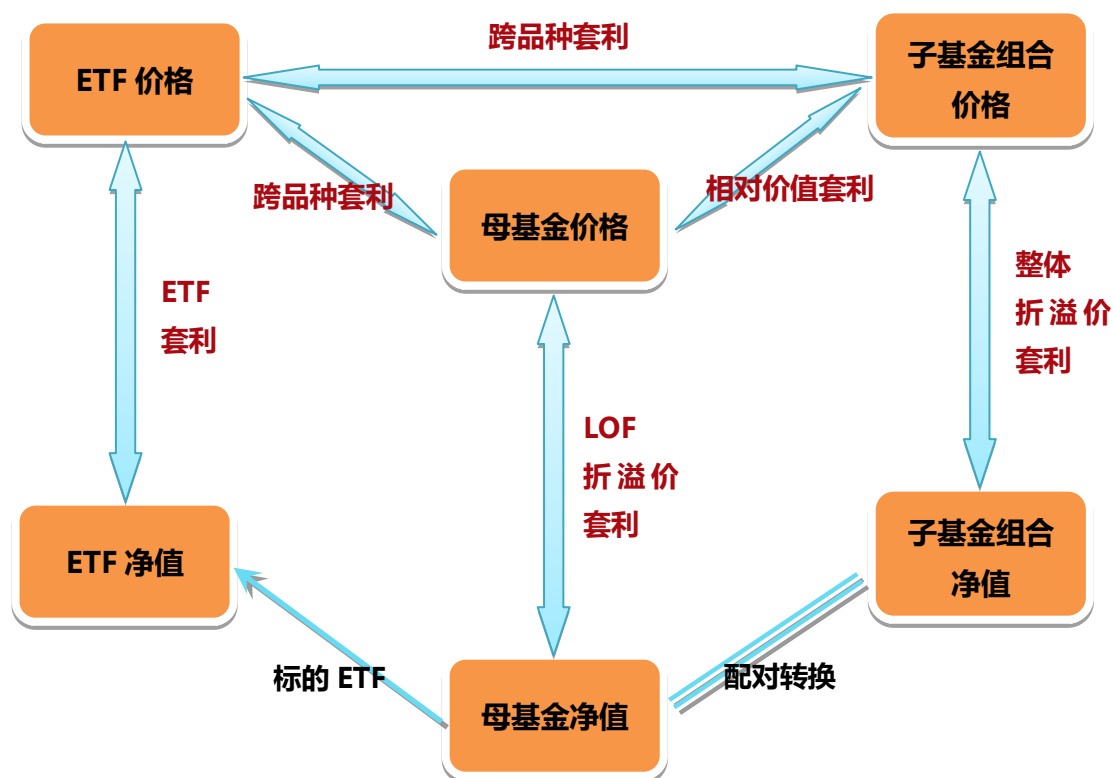 跨品种套利
ETF 价格
子基金组合
价格
跨品种套利
相对价值套利
母基金价格
ETF
套利
整体
折溢价
套利
LOF
折溢价
套利
ETF 净值
子基金组合
净值
标的 ETF
配对转换
母基金净值